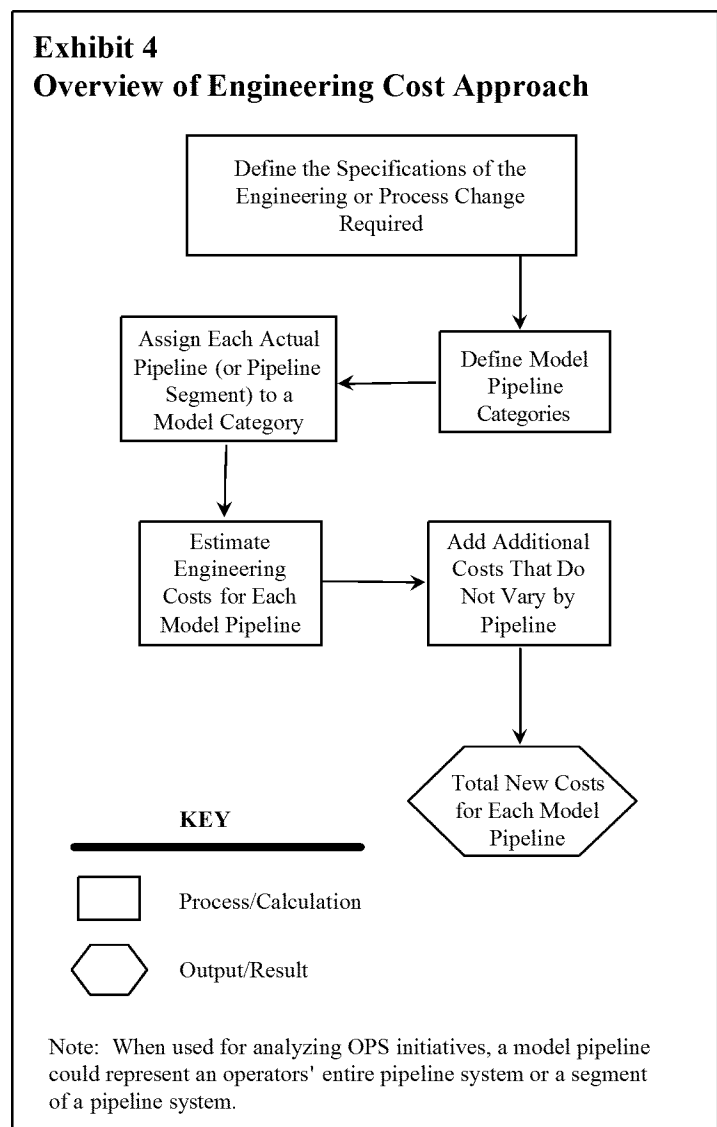 Exhibit 4
Overview of Engineering Cost Approach
Define the Specifications of the
Engineering or Process Change
Required
Define Model
Pipeline
Categories
Assign Each Actual
Pipeline (or Pipeline
Segment) to a
Model Category
Estimate
Engineering
Costs for Each
Model Pipeline
Add Additional
Costs That Do
Not Vary by
Pipeline
Total New Costs
for Each Model
Pipeline
KEY
Process/Calculation
Output/Result
Note:  When used for analyzing OPS initiatives, a model pipeline
could represent an operators' entire pipeline system or a segment
of a pipeline system.